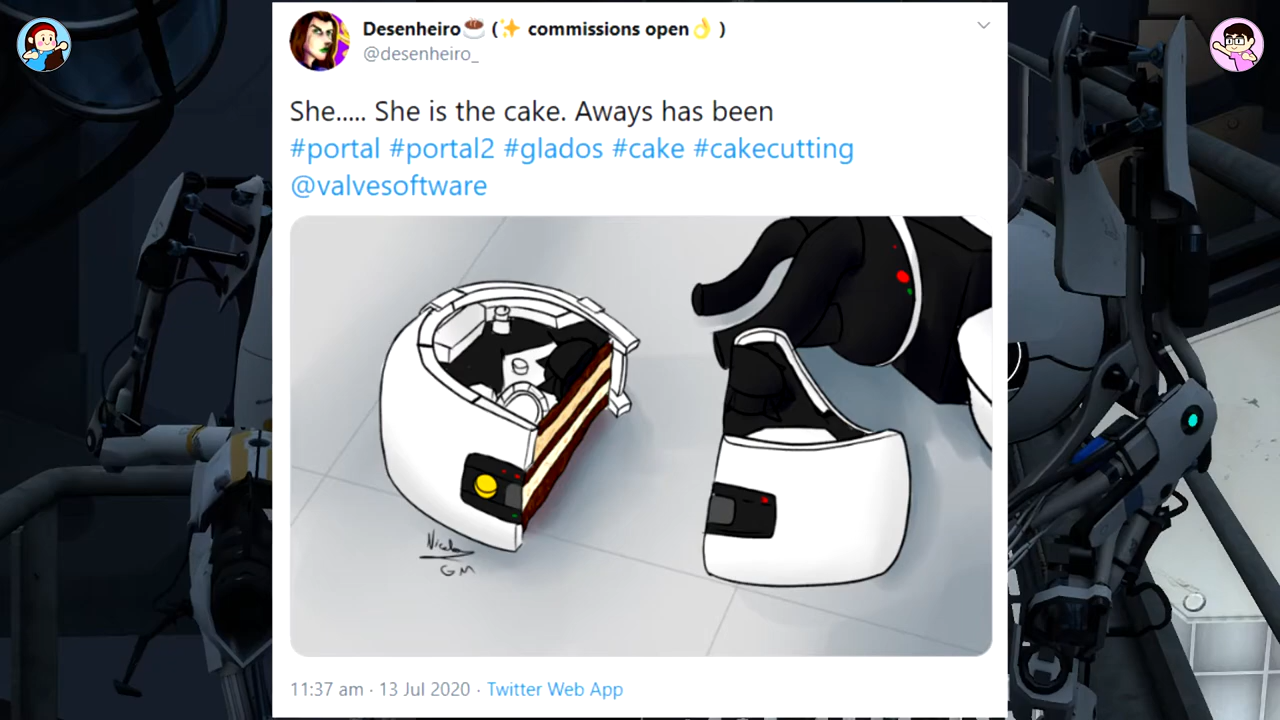 Desenheiro☕ (✨ commissions open👌 )
@desenheiro_
She..... She is the cake. Aways has been
#portal #portal2 #glados #cake #cakecutting
@valvesoftware
GM
11:37 am · 13 Jul 2020 · Twitter Web App